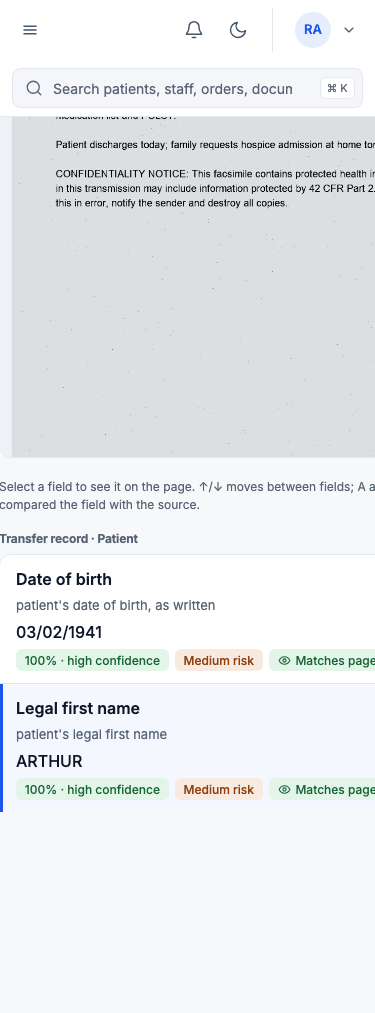 RA
Search patients, staff, orders, docun
⌘ K
Medication list and POLST.
Patient discharges today; family requests hospice admission at home
CONFIDENTIALITY NOTICE: This facsimile contains protected health
in this transmission may include information protected by 42 CFR Part 2.
this in error, notify the sender and destroy all copies.
Select a field to see it on the page. ↑/↓ moves between fields; A
compared the field with the source.
Transfer record · Patient
Date of birth
patient's date of birth, as written
03/02/1941
100% · high confidence
Medium risk
Matches page
Legal first name
patient's legal first name
ARTHUR
100% · high confidence
Medium risk
Matches page